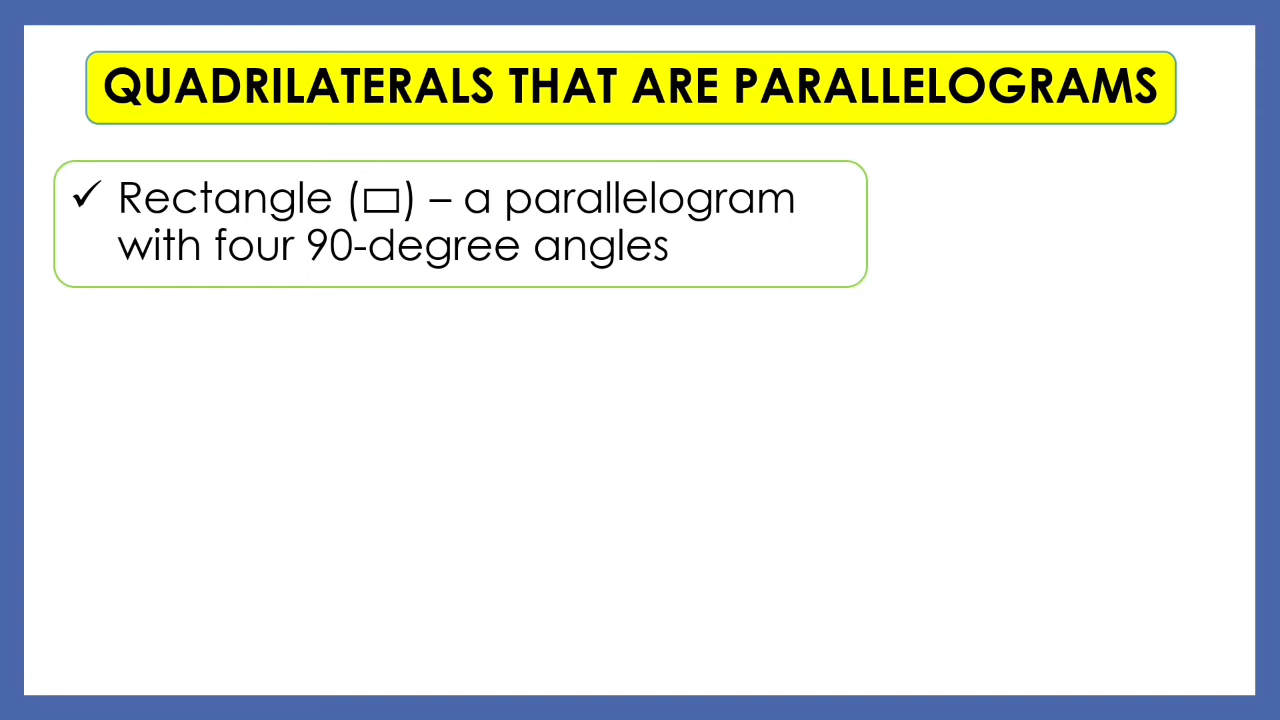 QUADRILATERALS THAT ARE PARALLELOGRAMS
✓ Rectangle (▭) – a parallelogram
with four 90-degree angles